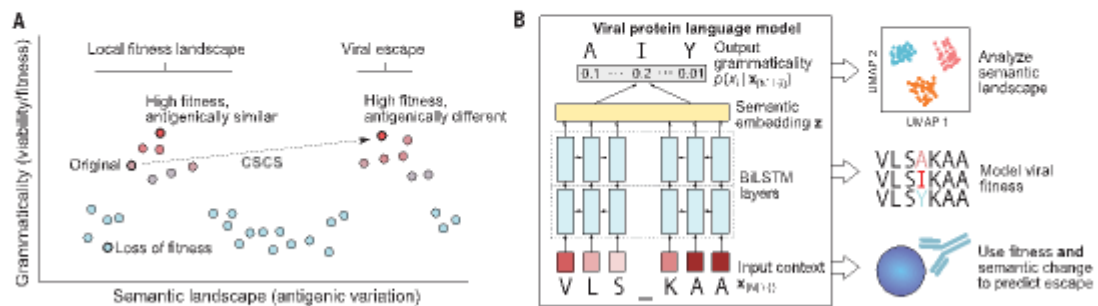 A
Local fitness landscape
Viral escape
High fitness,
antigenically similar
High fitness,
antigenically different
Original
CSCS
Loss of fitness
Grammaticality (viability/fitness)
Semantic landscape (antigenic variation)
B
Viral protein language model
A I Y
0.1 ··· 0.2 ··· 0.01
Output
grammaticality
Semantic
embedding z
BiLSTM
layers
Input context
V L S _ K A A
UMAP 2
UMAP 1
Analyze
semantic
landscape
VLSAKAA
VLSIKAA
VLSYKAA
Model viral
fitness
Use fitness and
semantic change
to predict escape